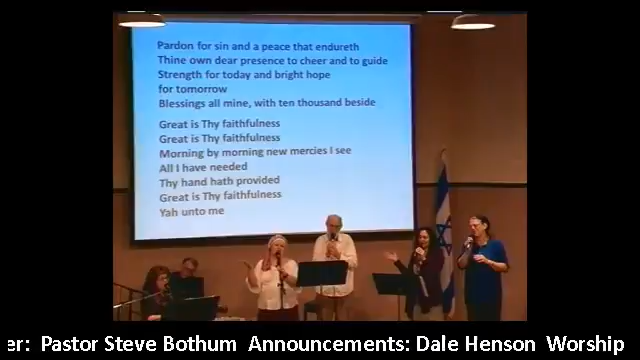 Pardon for sin and a peace that endureth
Thine own dear presence to cheer and to guide
Strength for today and bright hope
for tomorrow
Blessings all mine, with ten thousand beside
Great is Thy faithfulness
Great is Thy faithfulness
Morning by morning new mercies I see
All I have needed
Thy hand hath provided
Great is Thy faithfulness
Yah unto me
er: Pastor Steve Bothum Announcements: Dale Henson Worship